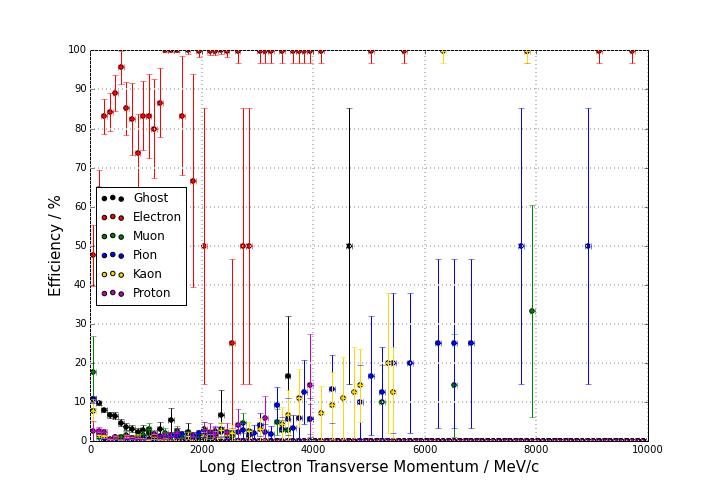 100
90
80
70
60
50
40
30
20
10
0
Efficiency / %
Ghost
Electron
Muon
Pion
Kaon
Proton
0 2000 4000 6000 8000 10000
Long Electron Transverse Momentum / MeV/c